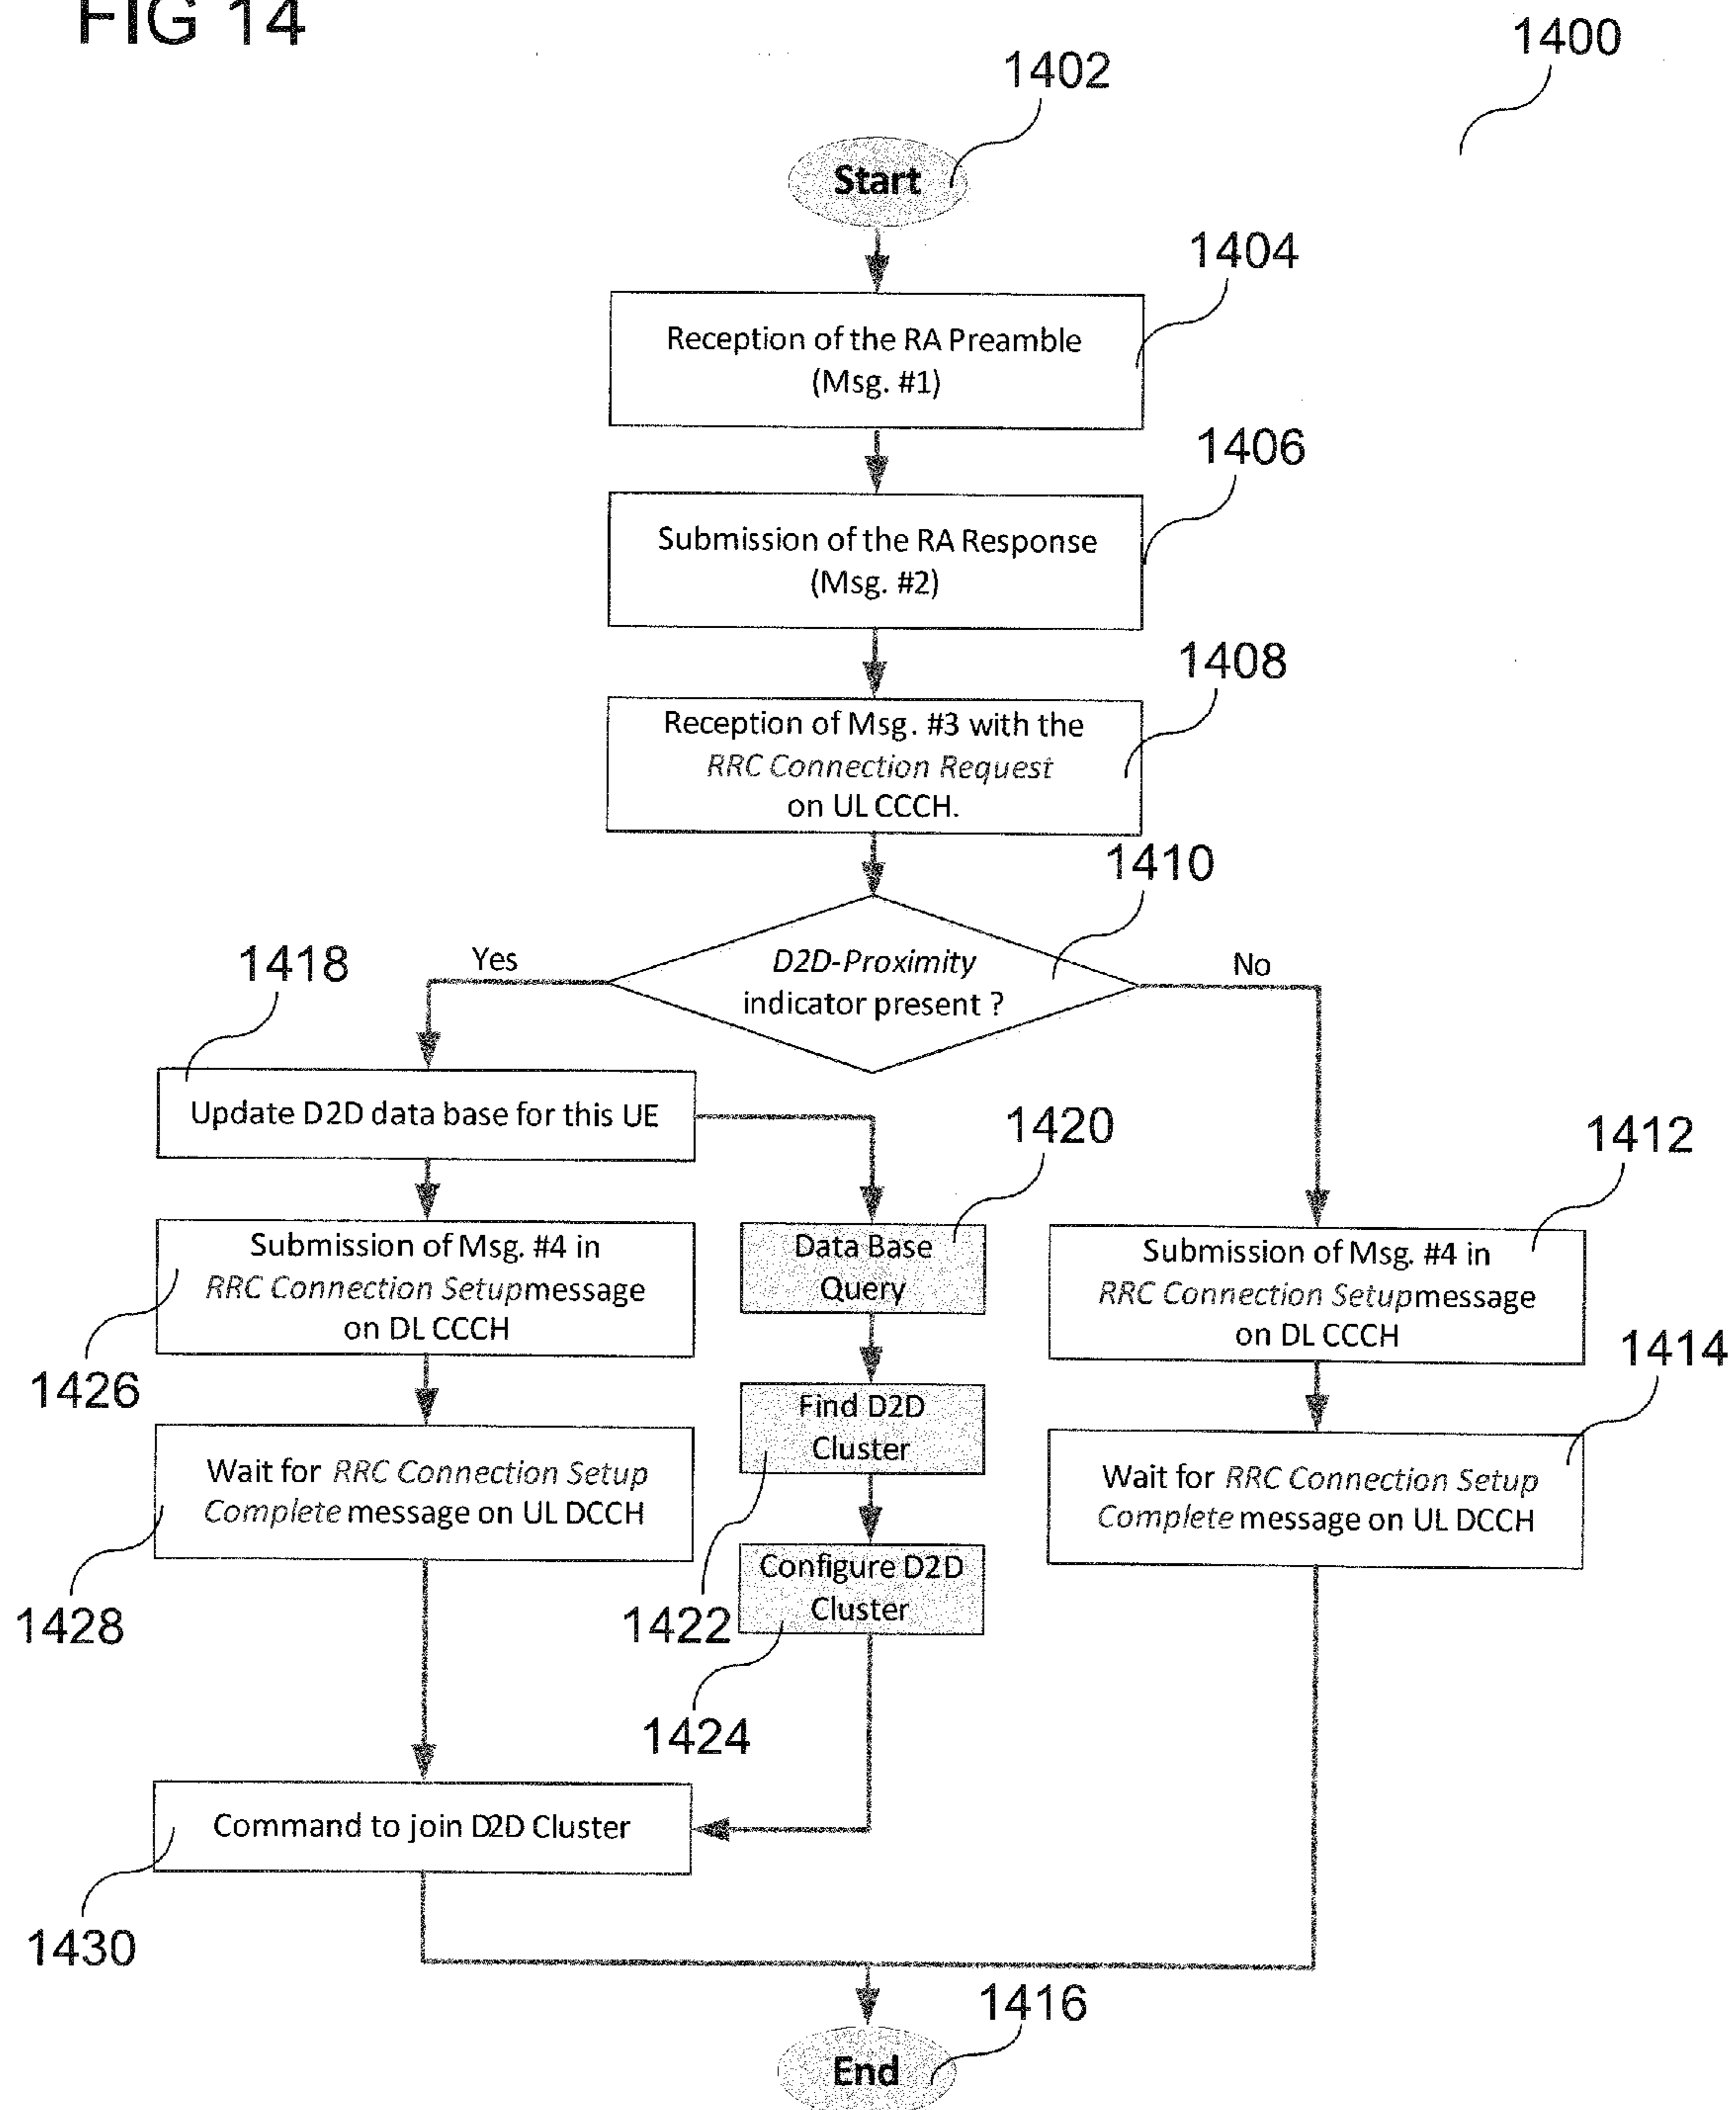 FIG 14
1400
1402
Start
1404
Reception of the RA Preamble
(Msg. #1)
1406
Submission of the RA Response
(Msg. #2)
1408
Reception of Msg. #3 with the
RRC Connection Request
on UL CCCH.
1410
D2D-Proximity
indicator present ?
Yes
No
1418
Update D2D data base for this UE
1420
Data Base
Query
1412
Submission of Msg. #4 in
RRC Connection Setupmessage
on DL CCCH
1426
Submission of Msg. #4 in
RRC Connection Setupmessage
on DL CCCH
1422
Find D2D
Cluster
1414
Wait for RRC Connection Setup
Complete message on UL DCCH
1428
Wait for RRC Connection Setup
Complete message on UL DCCH
1424
Configure D2D
Cluster
1430
Command to join D2D Cluster
1416
End